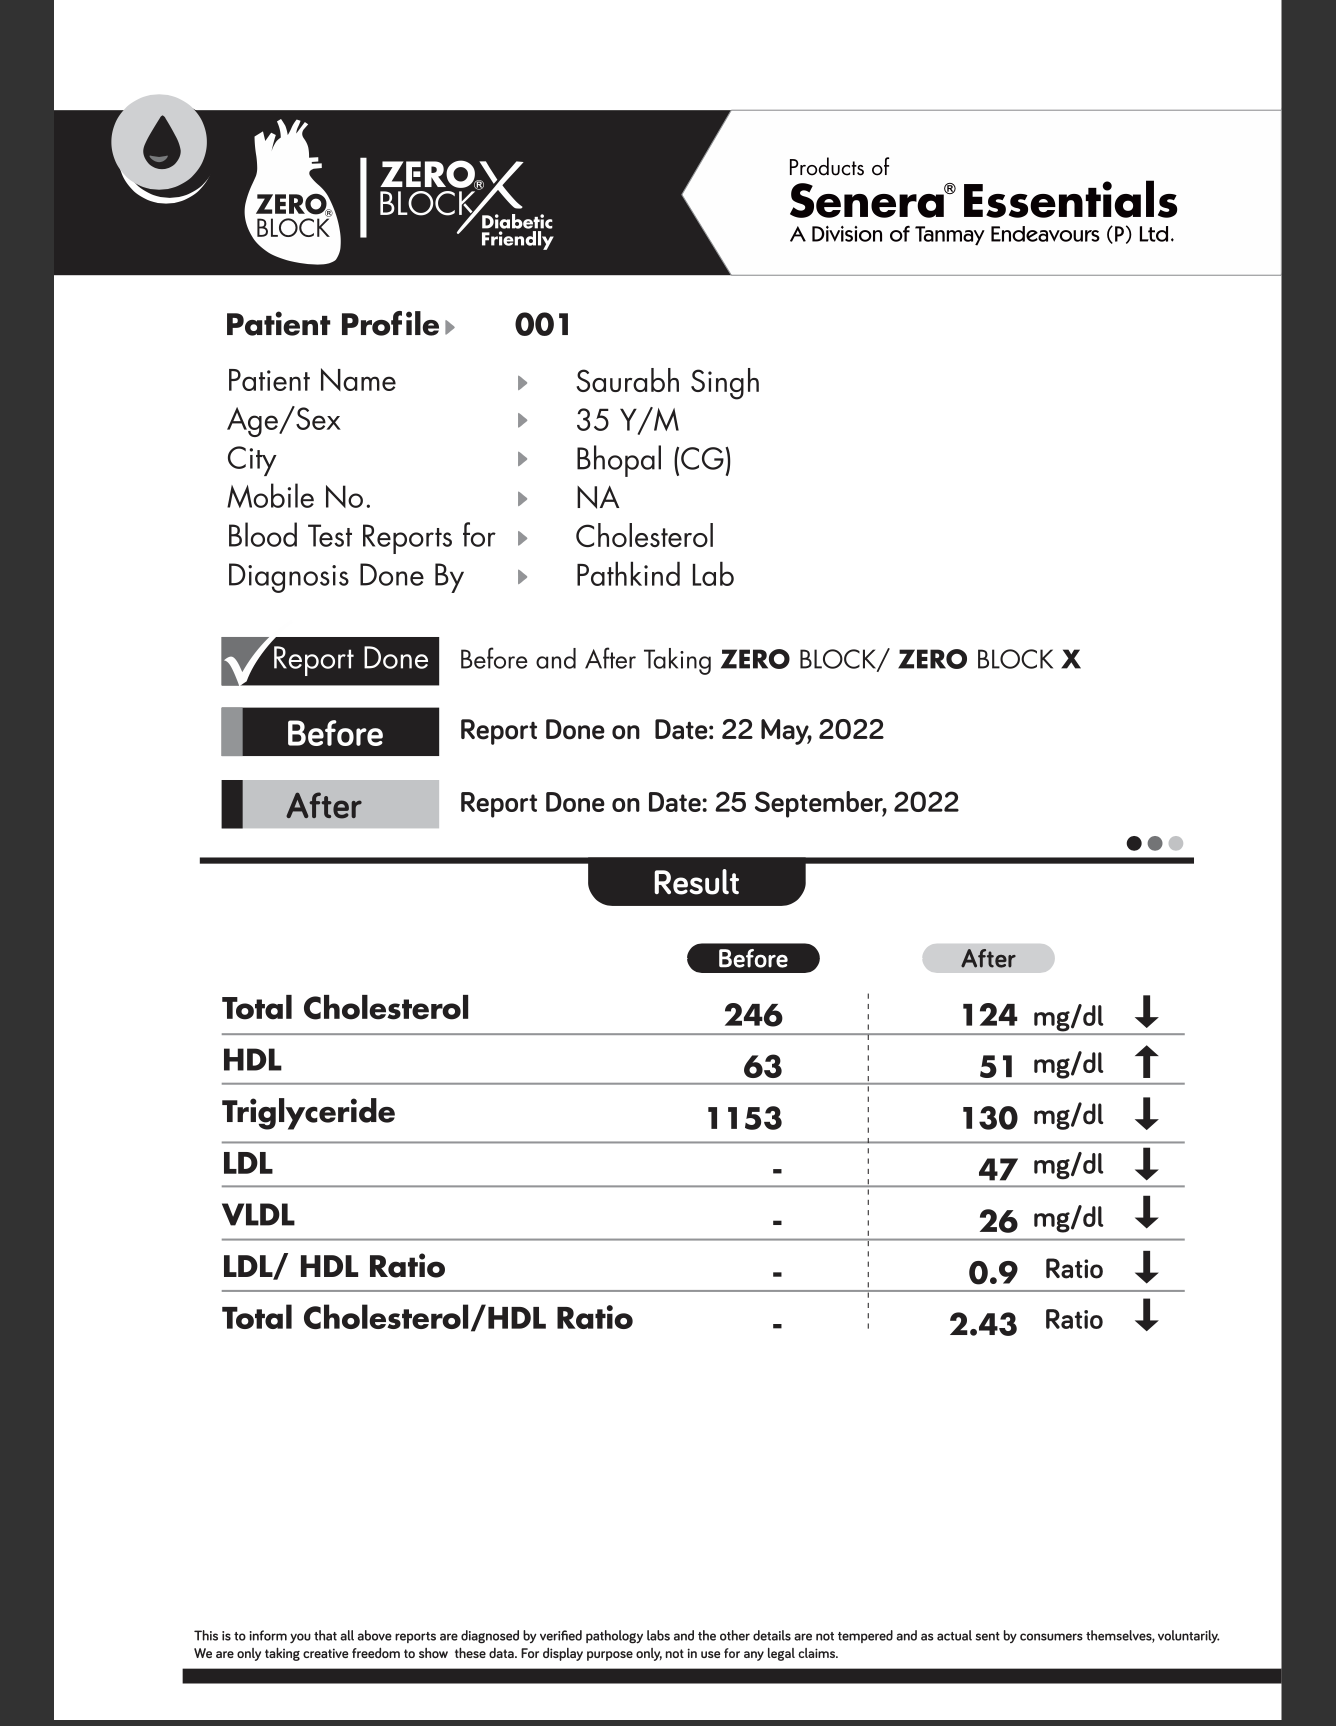 ZERO®
BLOCK
ZERO®X
BLOCK
Diabetic
Friendly
Products of
Senera® Essentials
A Division of Tanmay Endeavours (P) Ltd.
Patient Profile 001
Patient Name Saurabh Singh
Age/Sex 35 Y/M
City Bhopal (CG)
Mobile No. NA
Blood Test Reports for Cholesterol
Diagnosis Done By Pathkind Lab
Report Done Before and After Taking ZERO BLOCK/ ZERO BLOCK X
Before Report Done on Date: 22 May, 2022
After Report Done on Date: 25 September, 2022
Result
Before After
Total Cholesterol 246 124 mg/dl ↓
HDL 63 51 mg/dl ↑
Triglyceride 1153 130 mg/dl ↓
LDL - 47 mg/dl ↓
VLDL - 26 mg/dl ↓
LDL/ HDL Ratio - 0.9 Ratio ↓
Total Cholesterol/HDL Ratio - 2.43 Ratio ↓
This is to inform you that all above reports are diagnosed by verified pathology labs and the other details are not tempered and as actual sent by consumers themselves, voluntarily.
We are only taking creative freedom to show these data. For display purpose only, not in use for any legal claims.